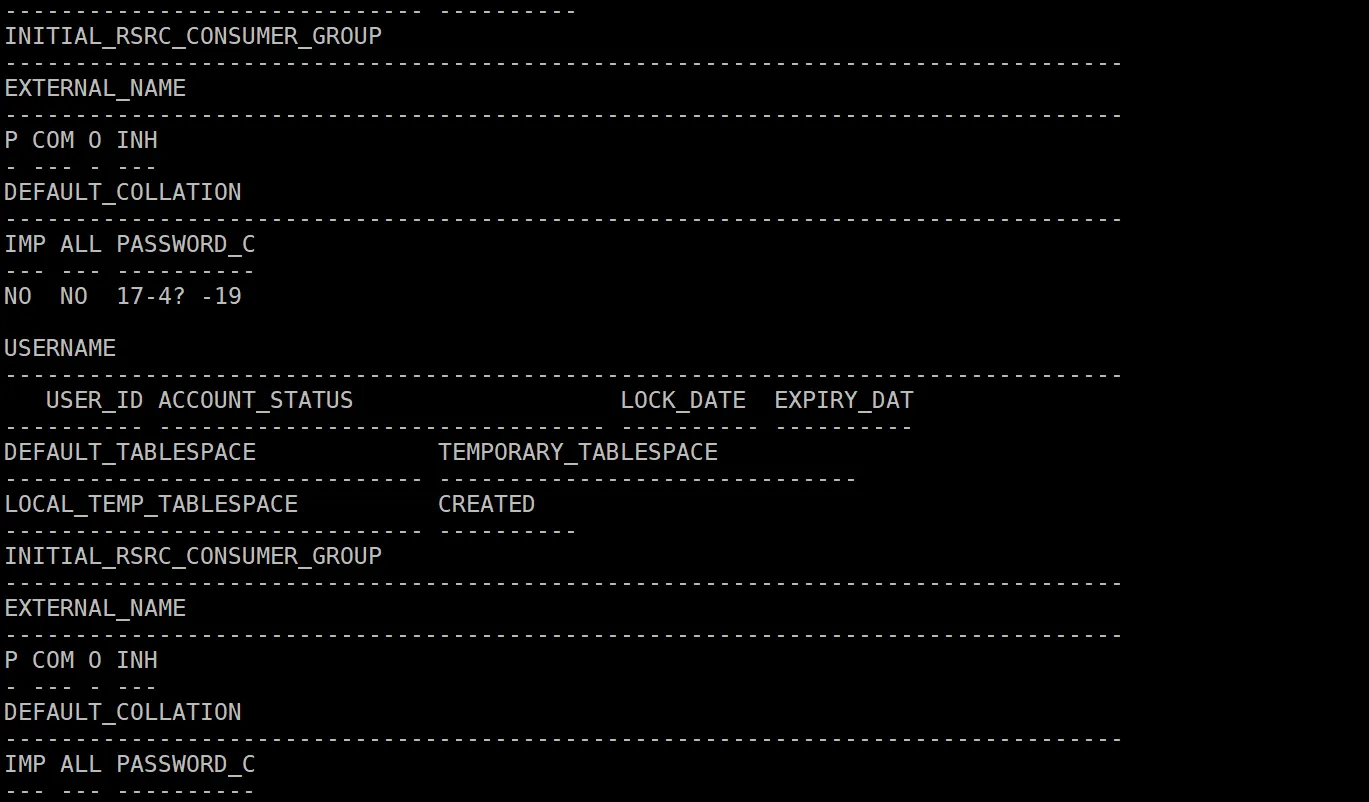 ------------------------------ ----------
INITIAL_RSRC_CONSUMER_GROUP
--------------------------------------------------------------------------------
EXTERNAL_NAME
--------------------------------------------------------------------------------
P COM O INH
- --- - ---
DEFAULT_COLLATION
--------------------------------------------------------------------------------
IMP ALL PASSWORD_C
--- --- ----------
NO  NO  17-4? -19

USERNAME
--------------------------------------------------------------------------------
   USER_ID ACCOUNT_STATUS                   LOCK_DATE  EXPIRY_DAT
---------- -------------------------------- ---------- ----------
DEFAULT_TABLESPACE             TEMPORARY_TABLESPACE
------------------------------ ------------------------------
LOCAL_TEMP_TABLESPACE          CREATED
------------------------------ ----------
INITIAL_RSRC_CONSUMER_GROUP
--------------------------------------------------------------------------------
EXTERNAL_NAME
--------------------------------------------------------------------------------
P COM O INH
- --- - ---
DEFAULT_COLLATION
--------------------------------------------------------------------------------
IMP ALL PASSWORD_C
--- --- ----------